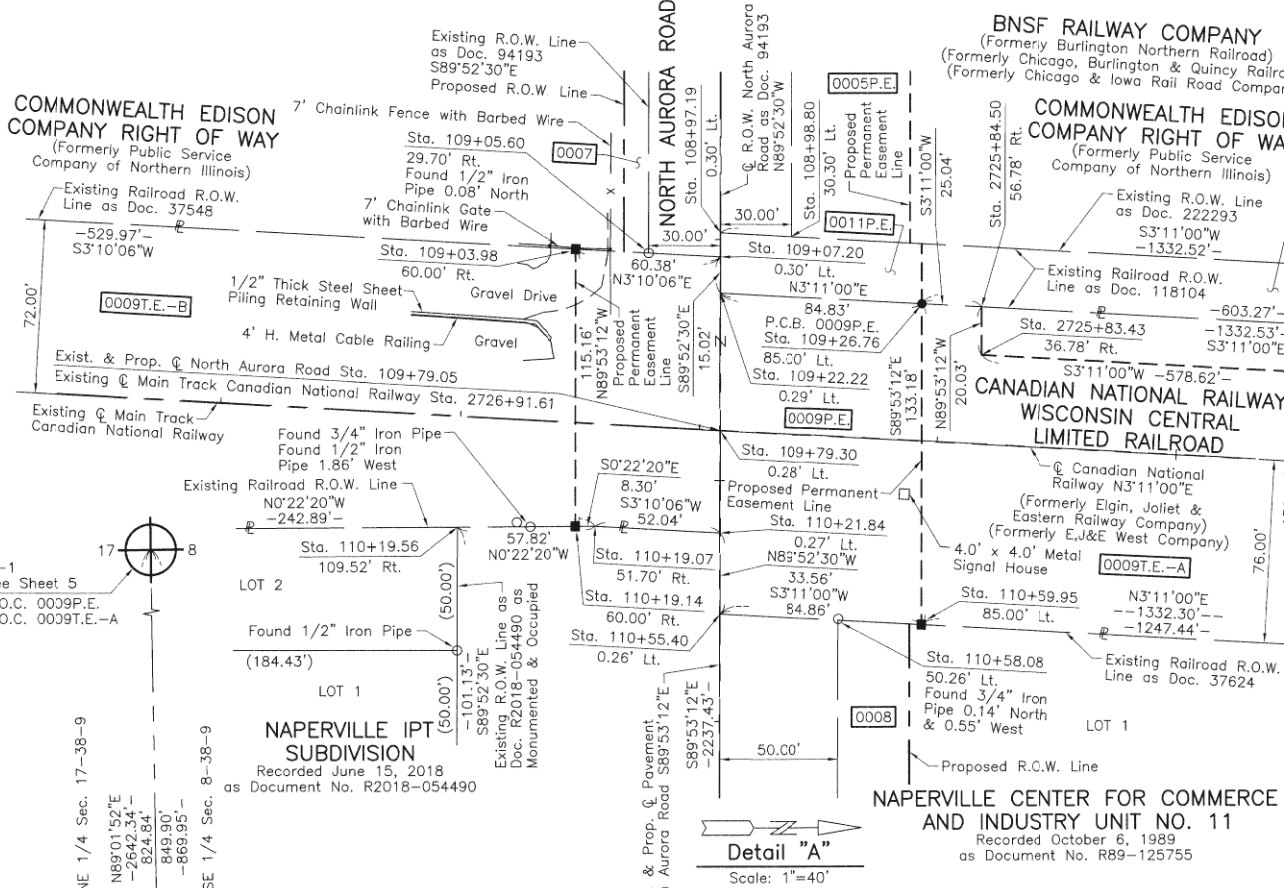 Existing R.O.W. Line
as Doc. 94193
S89°52'30"E
Proposed R.O.W. Line
NORTH AURORA ROAD
℄ R.O.W. North Aurora
Road as Doc. 94193
N89°52'30"W
0005P.E.
BNSF RAILWAY COMPANY
(Formerly Burlington Northern Railroad)
(Formerly Chicago, Burlington & Quincy Railro
(Formerly Chicago & Iowa Rail Road Compan
COMMONWEALTH EDISON
COMPANY RIGHT OF WAY
(Formerly Public Service
Company of Northern Illinois)
7' Chainlink Fence with Barbed Wire
0007
Sta. 109+05.60
29.70' Rt.
Found 1/2" Iron
Pipe 0.08' North
7' Chainlink Gate
with Barbed Wire
x
Sta. 108+97.19
0.30' Lt.
Sta. 108+98.80
30.30' Lt.
Proposed
Permanent
Easement
Line
S3°11'00"W
25.04'
Sta. 2725+84.50
56.78' Rt.
COMMONWEALTH EDISO
COMPANY RIGHT OF WA
(Formerly Public Service
Company of Northern Illinois)
Existing Railroad R.O.W.
Line as Doc. 37548
-529.97'-
S3°10'06"W
℄
72.00'
0009T.E.-B
Sta. 109+03.98
60.00' Rt.
30.00'
30.00'
0011P.E.
60.38'
N3°10'06"E
Sta. 109+07.20
0.30' Lt.
N3°11'00"E
84.83'
P.C.B. 0009P.E.
Sta. 109+26.76
85.00' Lt.
Sta. 109+22.22
0.29' Lt.
0009P.E.
Existing R.O.W. Line
as Doc. 222293
S3°11'00"W
-1332.52'-
Existing Railroad R.O.W.
Line as Doc. 118104
-603.27'-
-1332.53'-
S3°11'00"E
Sta. 2725+83.43
36.78' Rt.
S3°11'00"W -578.62'-
N89°53'12"W
20.03'
S89°53'12"E
133.18'
1/2" Thick Steel Sheet
Piling Retaining Wall
Gravel Drive
4' H. Metal Cable Railing
Gravel
115.16'
N89°53'12"W
Proposed
Permanent
Easement
Line
S89°52'30"E
15.02'
Exist. & Prop. ℄ North Aurora Road Sta. 109+79.05
Existing ℄ Main Track Canadian National Railway Sta. 2726+91.61
Existing ℄ Main Track
Canadian National Railway
CANADIAN NATIONAL RAILWAY
WISCONSIN CENTRAL
LIMITED RAILROAD
℄ Canadian National
Railway N3°11'00"E
(Formerly Elgin, Joliet &
Eastern Railway Company)
(Formerly E,J&E West Company)
0009T.E.-A
76.00'
Sta. 109+79.30
0.28' Lt.
Proposed Permanent
Easement Line
Sta. 110+21.84
0.27' Lt.
N89°52'30"W
33.56'
S3°11'00"W
84.86'
4.0' x 4.0' Metal
Signal House
Found 3/4" Iron Pipe
Found 1/2" Iron
Pipe 1.86' West
Existing Railroad R.O.W. Line
N0°22'20"W
-242.89'-
S0°22'20"E
8.30'
S3°10'06"W
52.04'
57.82'
N0°22'20"W
Sta. 110+19.56
109.52' Rt.
Sta. 110+19.07
51.70' Rt.
Sta. 110+19.14
60.00' Rt.
Sta. 110+55.40
0.26' Lt.
17
8
-1
ee Sheet 5
O.C. 0009P.E.
O.C. 0009T.E.-A
LOT 2
(50.00')
Found 1/2" Iron Pipe
(184.43')
LOT 1
(50.00')
-101.13'-
S89°52'30"E
Existing R.O.W. Line as
Doc. R2018-054490 as
Monumented & Occupied
NAPERVILLE IPT
SUBDIVISION
Recorded June 15, 2018
as Document No. R2018-054490
Sta. 110+59.95
85.00' Lt.
N3°11'00"E
--1332.30'--
-1247.44'-
Existing Railroad R.O.W.
Line as Doc. 37624
Sta. 110+58.08
50.26' Lt.
Found 3/4" Iron
Pipe 0.14' North
& 0.55' West
LOT 1
0008
50.00'
Proposed R.O.W. Line
& Prop. ℄ Pavement
Aurora Road S89°53'12"E
S89°53'12"E
-2237.43'-
NE 1/4 Sec. 17-38-9
N89°01'52"E
-2642.34'-
824.84'
849.90'
-869.95'-
SE 1/4 Sec. 8-38-9
NAPERVILLE CENTER FOR COMMERCE
AND INDUSTRY UNIT NO. 11
Recorded October 6, 1989
as Document No. R89-125755
Detail "A"
Scale: 1"=40'